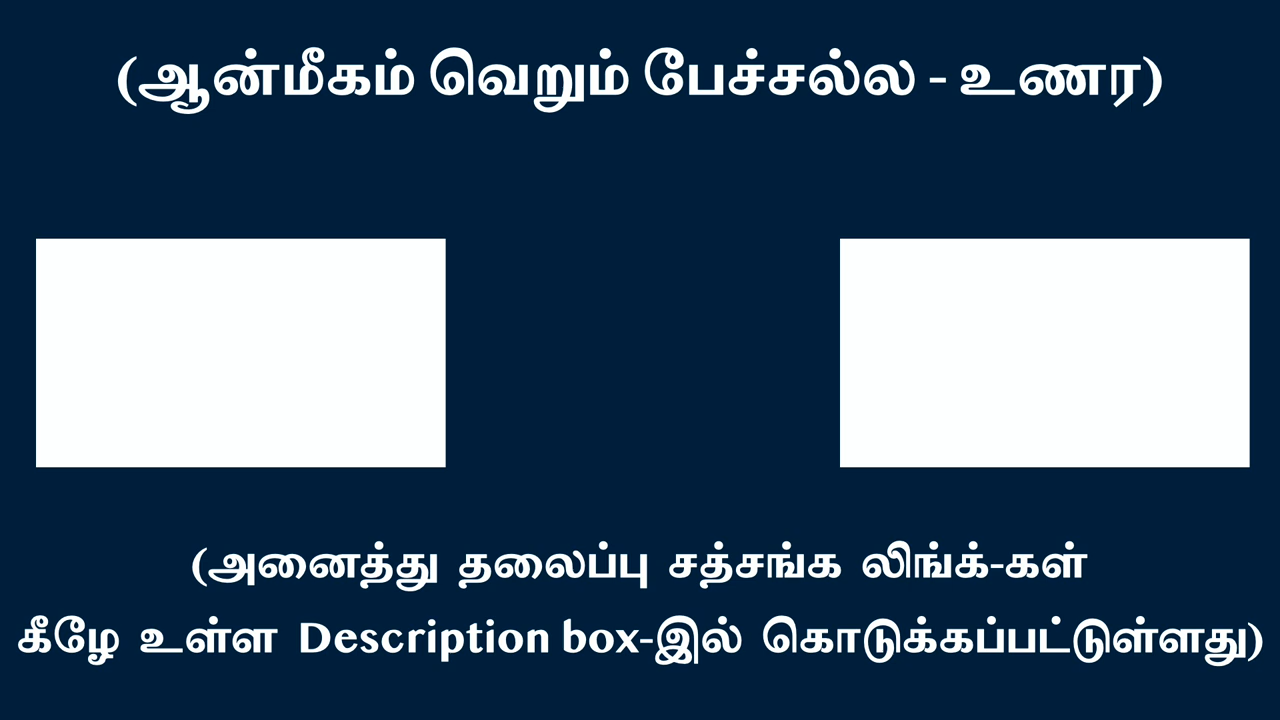 (ஆன்மீகம் வெறும் பேச்சல்ல - உணர)
(அனைத்து தலைப்பு சத்சங்க லிங்க்-கள்
கீழே உள்ள Description box-இல் கொடுக்கப்பட்டுள்ளது)